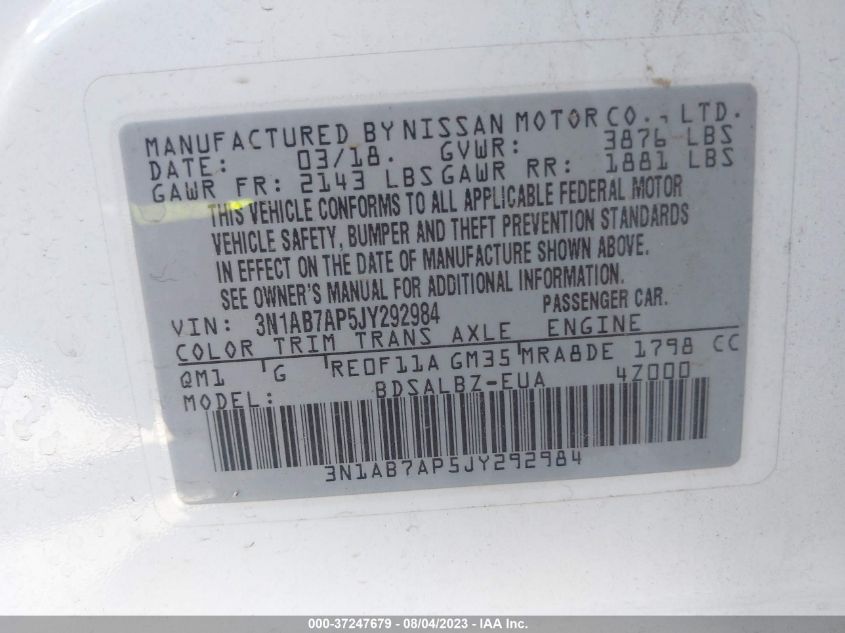 MANUFACTURED BY NISSAN MOTOR CO., LTD.
DATE: 03/18. GVWR: 3876 LBS
GAWR FR: 2143 LBS GAWR RR: 1881 LBS
THIS VEHICLE CONFORMS TO ALL APPLICABLE FEDERAL MOTOR
VEHICLE SAFETY, BUMPER AND THEFT PREVENTION STANDARDS
IN EFFECT ON THE DATE OF MANUFACTURE SHOWN ABOVE.
SEE OWNER'S MANUAL FOR ADDITIONAL INFORMATION.
VIN: 3N1AB7AP5JY292984 PASSENGER CAR.
COLOR TRIM TRANS AXLE ENGINE
QM1 G RE0F11A GM35 MRA8DE 1798 CC
MODEL: BDSALBZ-EUA 4Z000
3N1AB7AP5JY292984
000-37247679 - 08/04/2023 - IAA Inc.